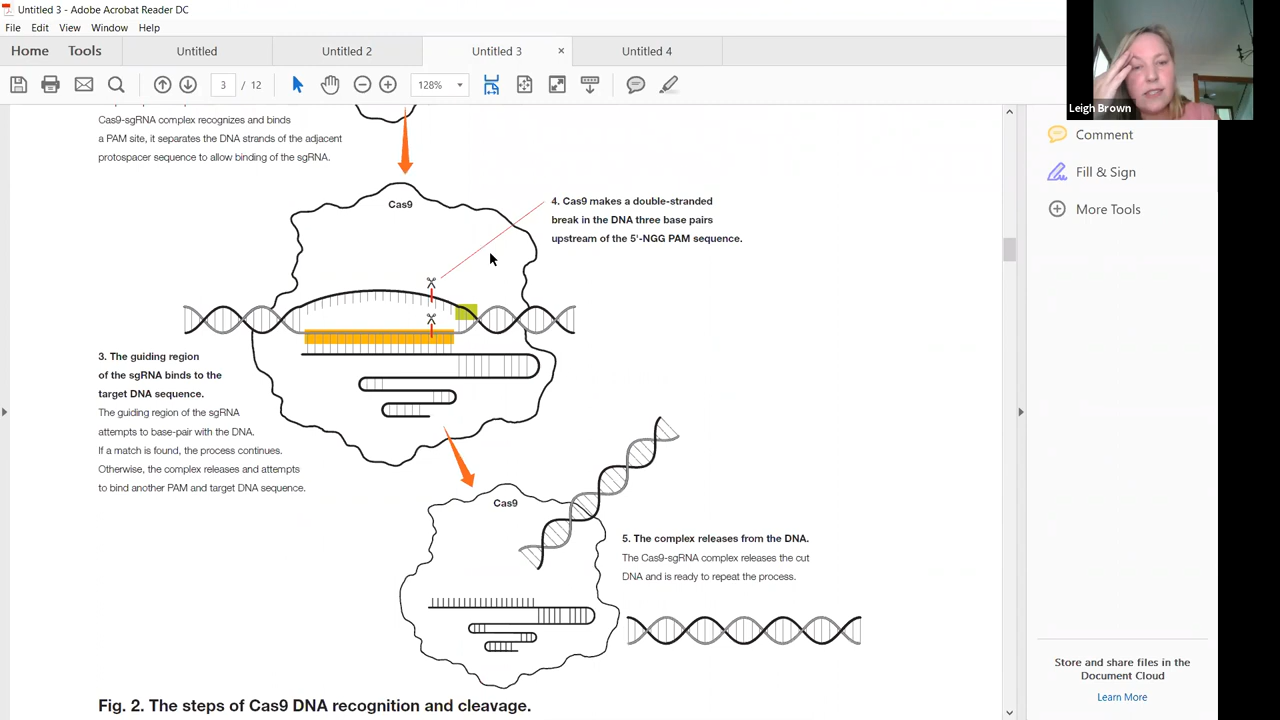 Untitled 3 - Adobe Acrobat Reader DC
File Edit View Window Help
Home Tools Untitled Untitled 2 Untitled 3 × Untitled 4
3 / 12 128%
Leigh Brown
Comment
Fill & Sign
More Tools
Cas9-sgRNA complex recognizes and binds
a PAM site, it separates the DNA strands of the adjacent
protospacer sequence to allow binding of the sgRNA.
Cas9
4. Cas9 makes a double-stranded
break in the DNA three base pairs
upstream of the 5'-NGG PAM sequence.
3. The guiding region
of the sgRNA binds to the
target DNA sequence.
The guiding region of the sgRNA
attempts to base-pair with the DNA.
If a match is found, the process continues.
Otherwise, the complex releases and attempts
to bind another PAM and target DNA sequence.
Cas9
5. The complex releases from the DNA.
The Cas9-sgRNA complex releases the cut
DNA and is ready to repeat the process.
Fig. 2. The steps of Cas9 DNA recognition and cleavage.
Store and share files in the
Document Cloud
Learn More